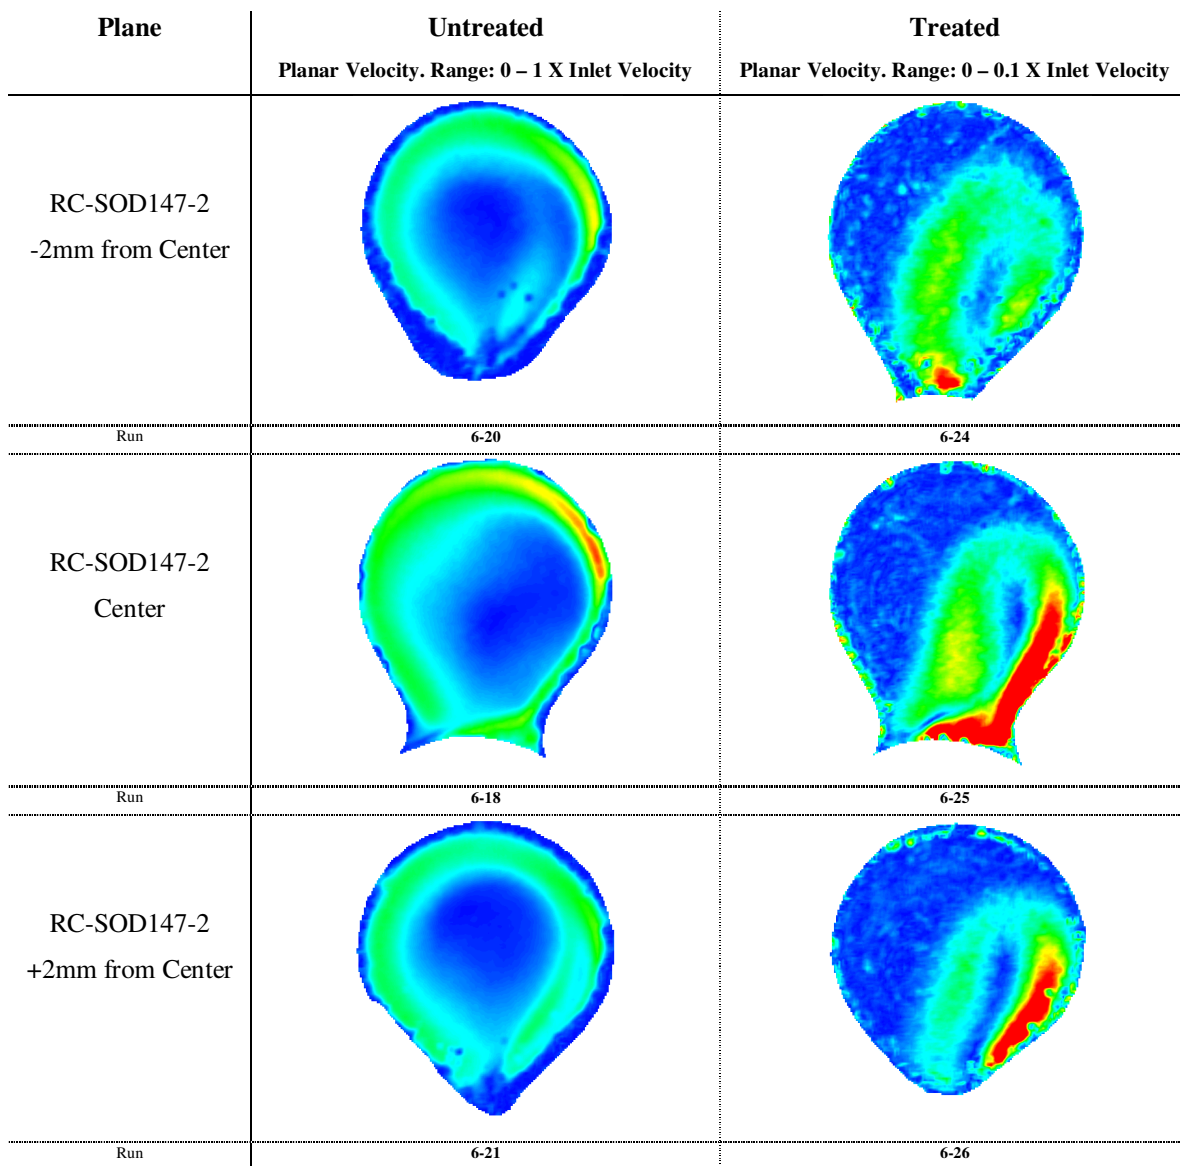 Plane Untreated Treated
Planar Velocity. Range: 0 – 1 X Inlet Velocity Planar Velocity. Range: 0 – 0.1 X Inlet Velocity
RC-SOD147-2
-2mm from Center
Run 6-20 6-24
RC-SOD147-2
Center
Run 6-18 6-25
RC-SOD147-2
+2mm from Center
Run 6-21 6-26